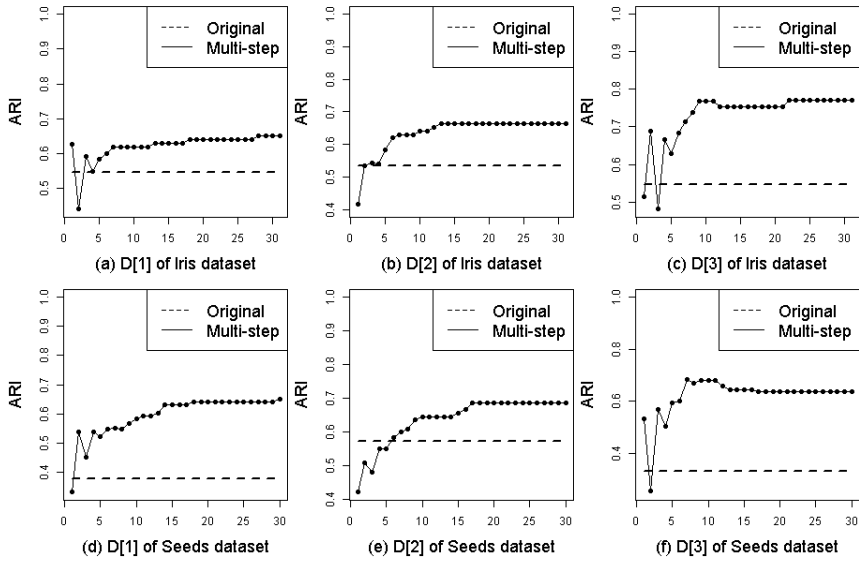 Original
Multi-step
ARI
0.5 0.6 0.7 0.8 0.9 1.0
0 5 10 15 20 25 30
(a) D[1] of Iris dataset
Original
Multi-step
ARI
0.4 0.5 0.6 0.7 0.8 0.9 1.0
0 5 10 15 20 25 30
(b) D[2] of Iris dataset
Original
Multi-step
ARI
0.5 0.6 0.7 0.8 0.9 1.0
0 5 10 15 20 25 30
(c) D[3] of Iris dataset
Original
Multi-step
ARI
0.4 0.5 0.6 0.7 0.8 0.9 1.0
0 5 10 15 20 25 30
(d) D[1] of Seeds dataset
Original
Multi-step
ARI
0.4 0.5 0.6 0.7 0.8 0.9 1.0
0 5 10 15 20 25 30
(e) D[2] of Seeds dataset
Original
Multi-step
ARI
0.4 0.6 0.8 1.0
0 5 10 15 20 25 30
(f) D[3] of Seeds dataset